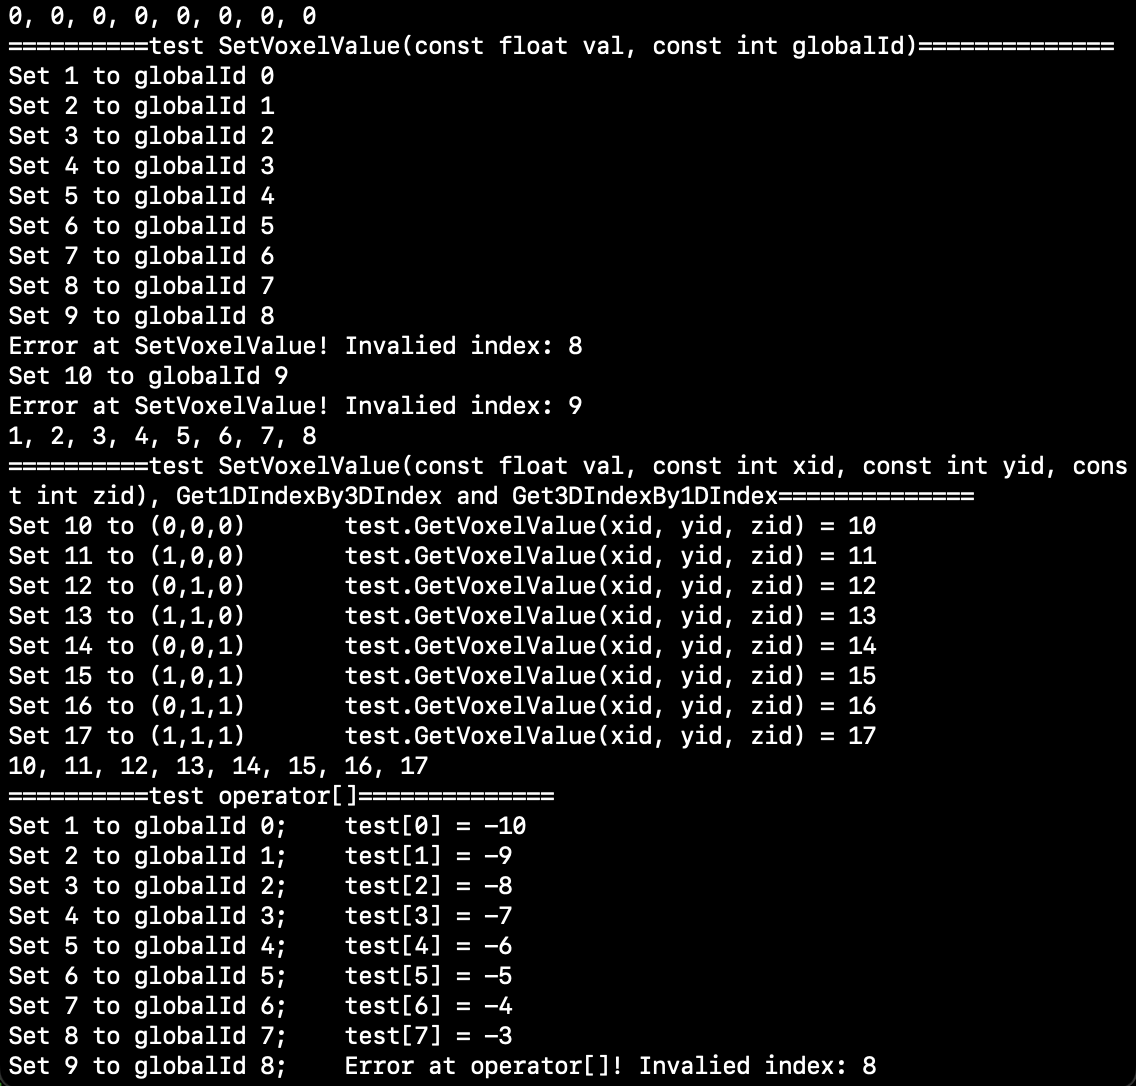 0, 0, 0, 0, 0, 0, 0, 0
==========test SetVoxelValue(const float val, const int globalId)==============
Set 1 to globalId 0
Set 2 to globalId 1
Set 3 to globalId 2
Set 4 to globalId 3
Set 5 to globalId 4
Set 6 to globalId 5
Set 7 to globalId 6
Set 8 to globalId 7
Set 9 to globalId 8
Error at SetVoxelValue! Invalied index: 8
Set 10 to globalId 9
Error at SetVoxelValue! Invalied index: 9
1, 2, 3, 4, 5, 6, 7, 8
==========test SetVoxelValue(const float val, const int xid, const int yid, cons
t int zid), Get1DIndexBy3DIndex and Get3DIndexBy1DIndex==============
Set 10 to (0,0,0)       test.GetVoxelValue(xid, yid, zid) = 10
Set 11 to (1,0,0)       test.GetVoxelValue(xid, yid, zid) = 11
Set 12 to (0,1,0)       test.GetVoxelValue(xid, yid, zid) = 12
Set 13 to (1,1,0)       test.GetVoxelValue(xid, yid, zid) = 13
Set 14 to (0,0,1)       test.GetVoxelValue(xid, yid, zid) = 14
Set 15 to (1,0,1)       test.GetVoxelValue(xid, yid, zid) = 15
Set 16 to (0,1,1)       test.GetVoxelValue(xid, yid, zid) = 16
Set 17 to (1,1,1)       test.GetVoxelValue(xid, yid, zid) = 17
10, 11, 12, 13, 14, 15, 16, 17
==========test operator[]==============
Set 1 to globalId 0;    test[0] = -10
Set 2 to globalId 1;    test[1] = -9
Set 3 to globalId 2;    test[2] = -8
Set 4 to globalId 3;    test[3] = -7
Set 5 to globalId 4;    test[4] = -6
Set 6 to globalId 5;    test[5] = -5
Set 7 to globalId 6;    test[6] = -4
Set 8 to globalId 7;    test[7] = -3
Set 9 to globalId 8;    Error at operator[]! Invalied index: 8